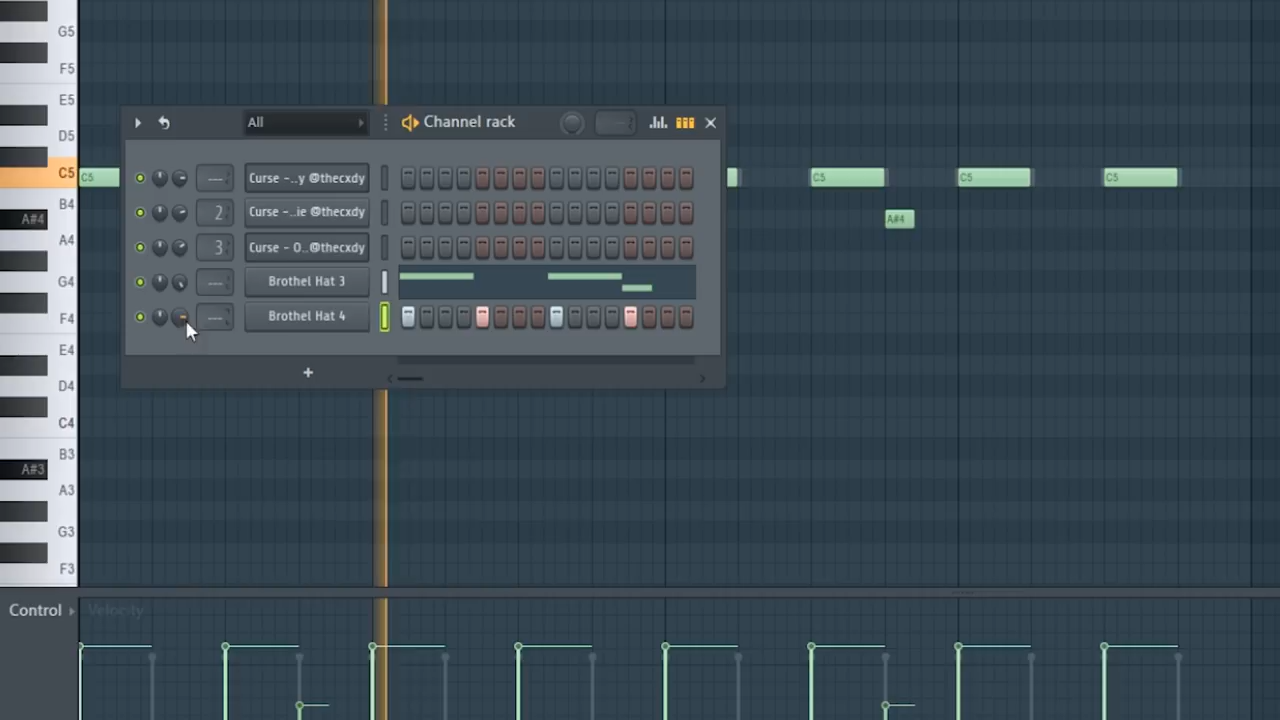 G5
F5
E5
All
Channel rack
D5
C5
C5
Curse -..y @thecxdy
C5
C5
C5
B4
2
Curse -..ie @thecxdy
A#4
A#4
A4
3
Curse - O..@thecxdy
G4
Brothel Hat 3
F4
Brothel Hat 4
E4
D4
+
C4
B3
A#3
A3
G3
F3
Control
Velocity